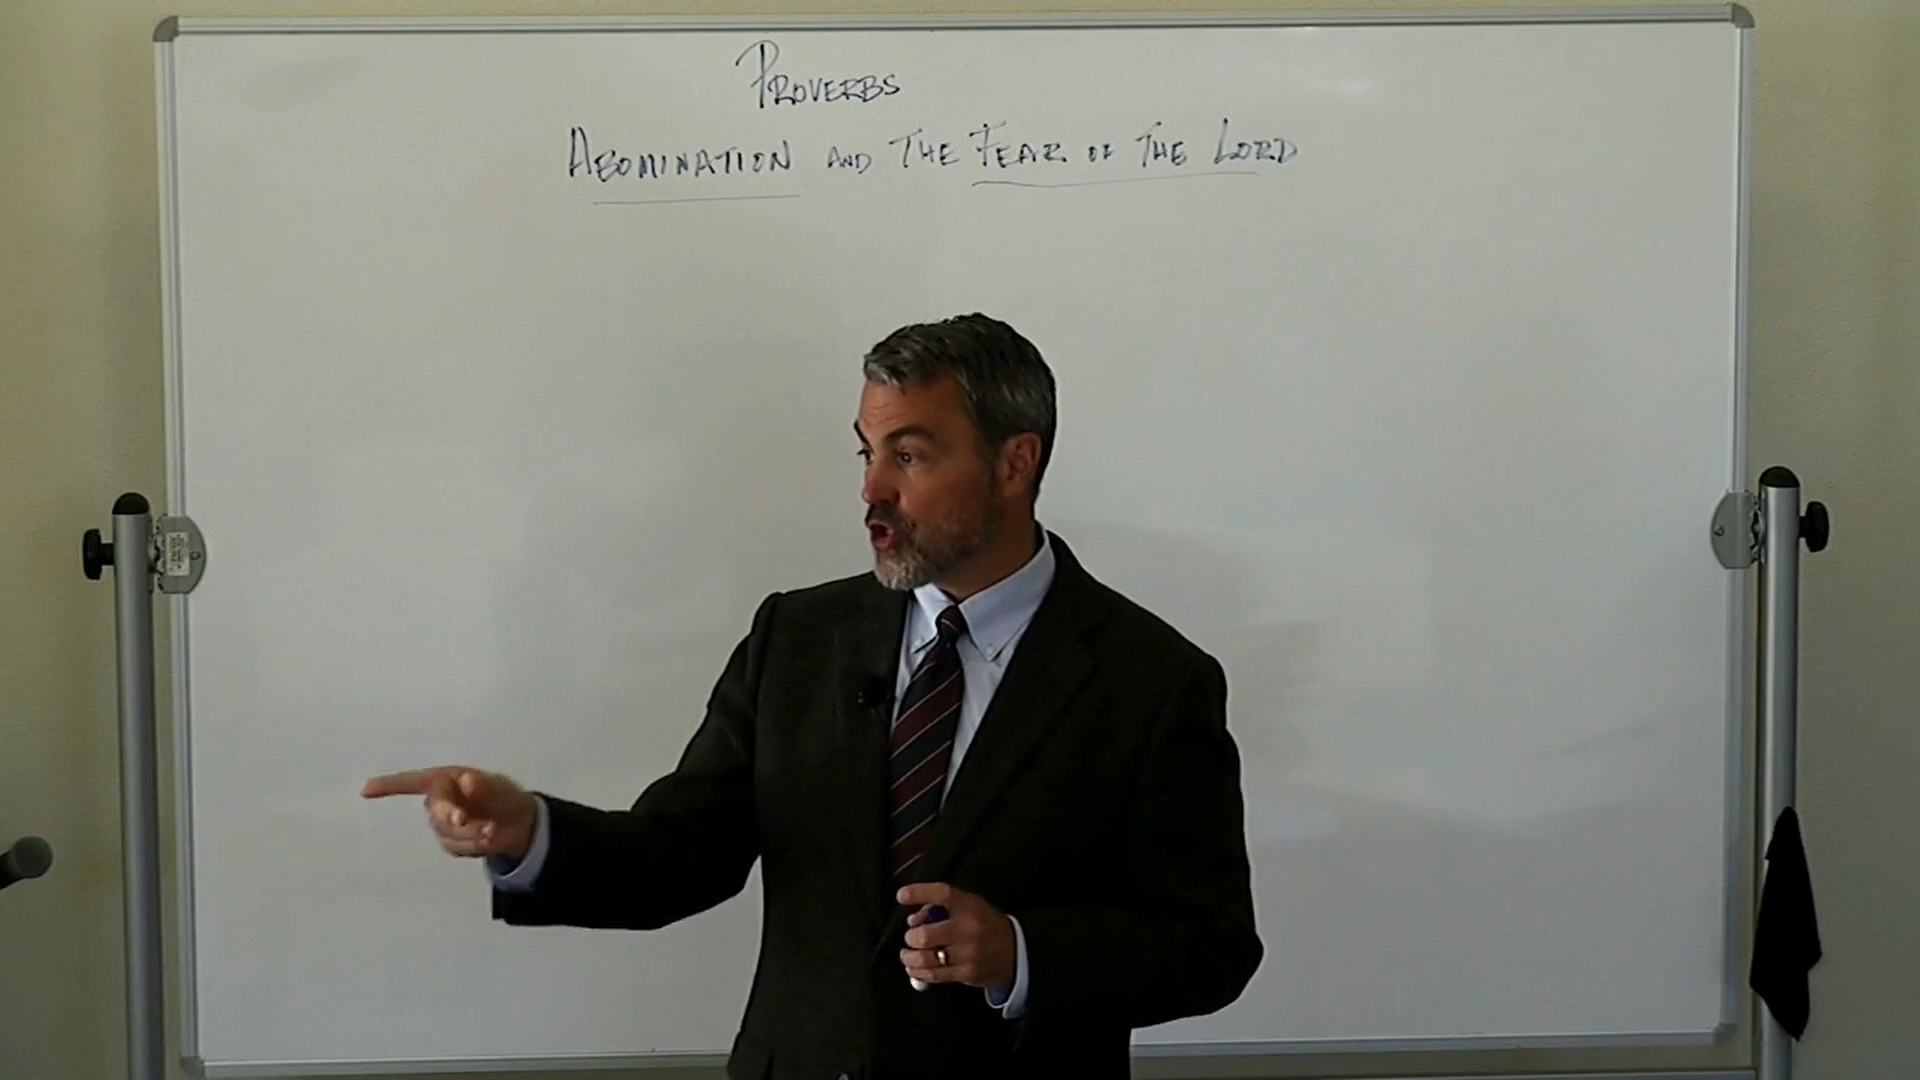 PROVERBS
ABOMINATION AND THE FEAR OF THE LORD